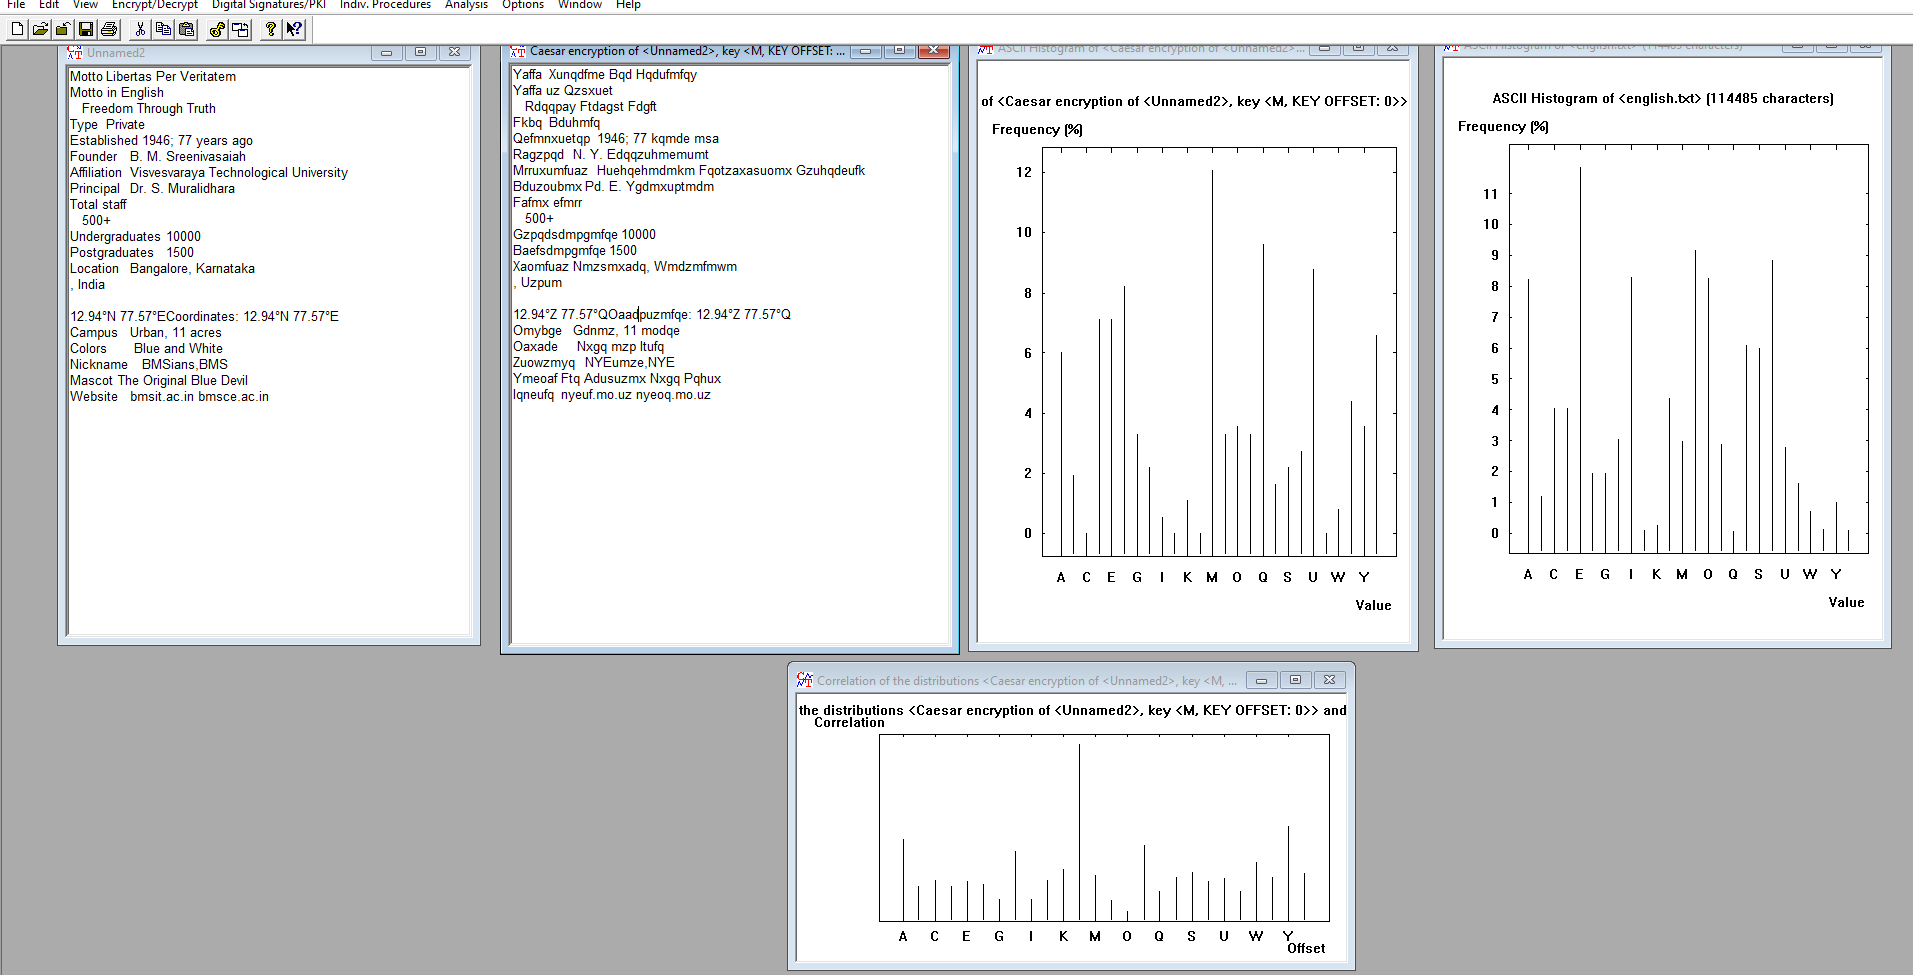 File Edit View Encrypt/Decrypt Digital Signatures/PKI Indiv. Procedures Analysis Options Window Help
Unnamed2
Motto Libertas Per Veritatem
Motto in English
Freedom Through Truth
Type Private
Established 1946; 77 years ago
Founder B. M. Sreenivasaiah
Affiliation Visvesvaraya Technological University
Principal Dr. S. Muralidhara
Total staff
500+
Undergraduates 10000
Postgraduates 1500
Location Bangalore, Karnataka
, India
12.94°N 77.57°ECoordinates: 12.94°N 77.57°E
Campus Urban, 11 acres
Colors Blue and White
Nickname BMSians,BMS
Mascot The Original Blue Devil
Website bmsit.ac.in bmsce.ac.in
Caesar encryption of <Unnamed2>, key <M, KEY OFFSET: ...
Yaffa Xunqdfme Bqd Hqdufmfqy
Yaffa uz Qzsxuet
Rdqqpay Ftdagst Fdgft
Fkbq Bduhmfq
Qefmnxuetqp 1946; 77 kqmde msa
Ragzpqd N. Y. Edqqzuhmemumt
Mrruxumfuaz Huehqehmdmkm Fqotzaxasuomx Gzuhqdeufk
Bduzoubmx Pd. E. Ygdmxuptmdm
Fafmx efmrr
500+
Gzpqdsdmpgmfqe 10000
Baefsdmpgmfqe 1500
Xaomfuaz Nmzsmxadq, Wmdzmfmwm
, Uzpum
12.94°Z 77.57°QOaadpuzmfqe: 12.94°Z 77.57°Q
Omybge Gdnmz, 11 modqe
Oaxade Nxgq mzp Itufq
Zuowzmyq NYEumze,NYE
Ymeoaf Ftq Adusuzmx Nxgq Pqhux
Iqneufq nyeuf.mo.uz nyeoq.mo.uz
ASCII Histogram of <Caesar encryption of <Unnamed2>...
of <Caesar encryption of <Unnamed2>, key <M, KEY OFFSET: 0>>
Frequency (%)
12
10
8
6
4
2
0
A C E G I K M O Q S U W Y
Value
ASCII Histogram of <english.txt> (114485 characters)
ASCII Histogram of <english.txt> (114485 characters)
Frequency (%)
11
10
9
8
7
6
5
4
3
2
1
0
A C E G I K M O Q S U W Y
Value
Correlation of the distributions <Caesar encryption of <Unnamed2>, key <M, ...
the distributions <Caesar encryption of <Unnamed2>, key <M, KEY OFFSET: 0>> and
Correlation
A C E G I K M O Q S U W Y
Offset